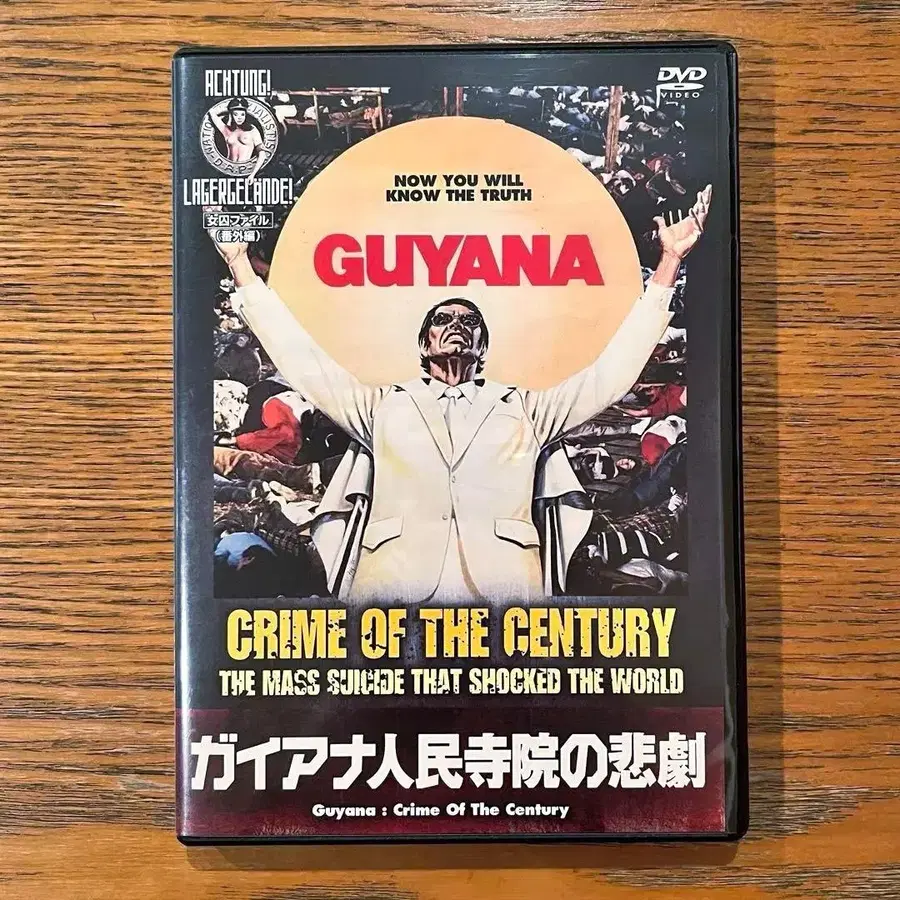 ACHTUNG!
LAGERGELÄNDE!
女囚ファイル
(番外編)
DVD
VIDEO
NOW YOU WILL
KNOW THE TRUTH
GUYANA
CRIME OF THE CENTURY
THE MASS SUICIDE THAT SHOCKED THE WORLD
ガイアナ人民寺院の悲劇
Guyana : Crime Of The Century